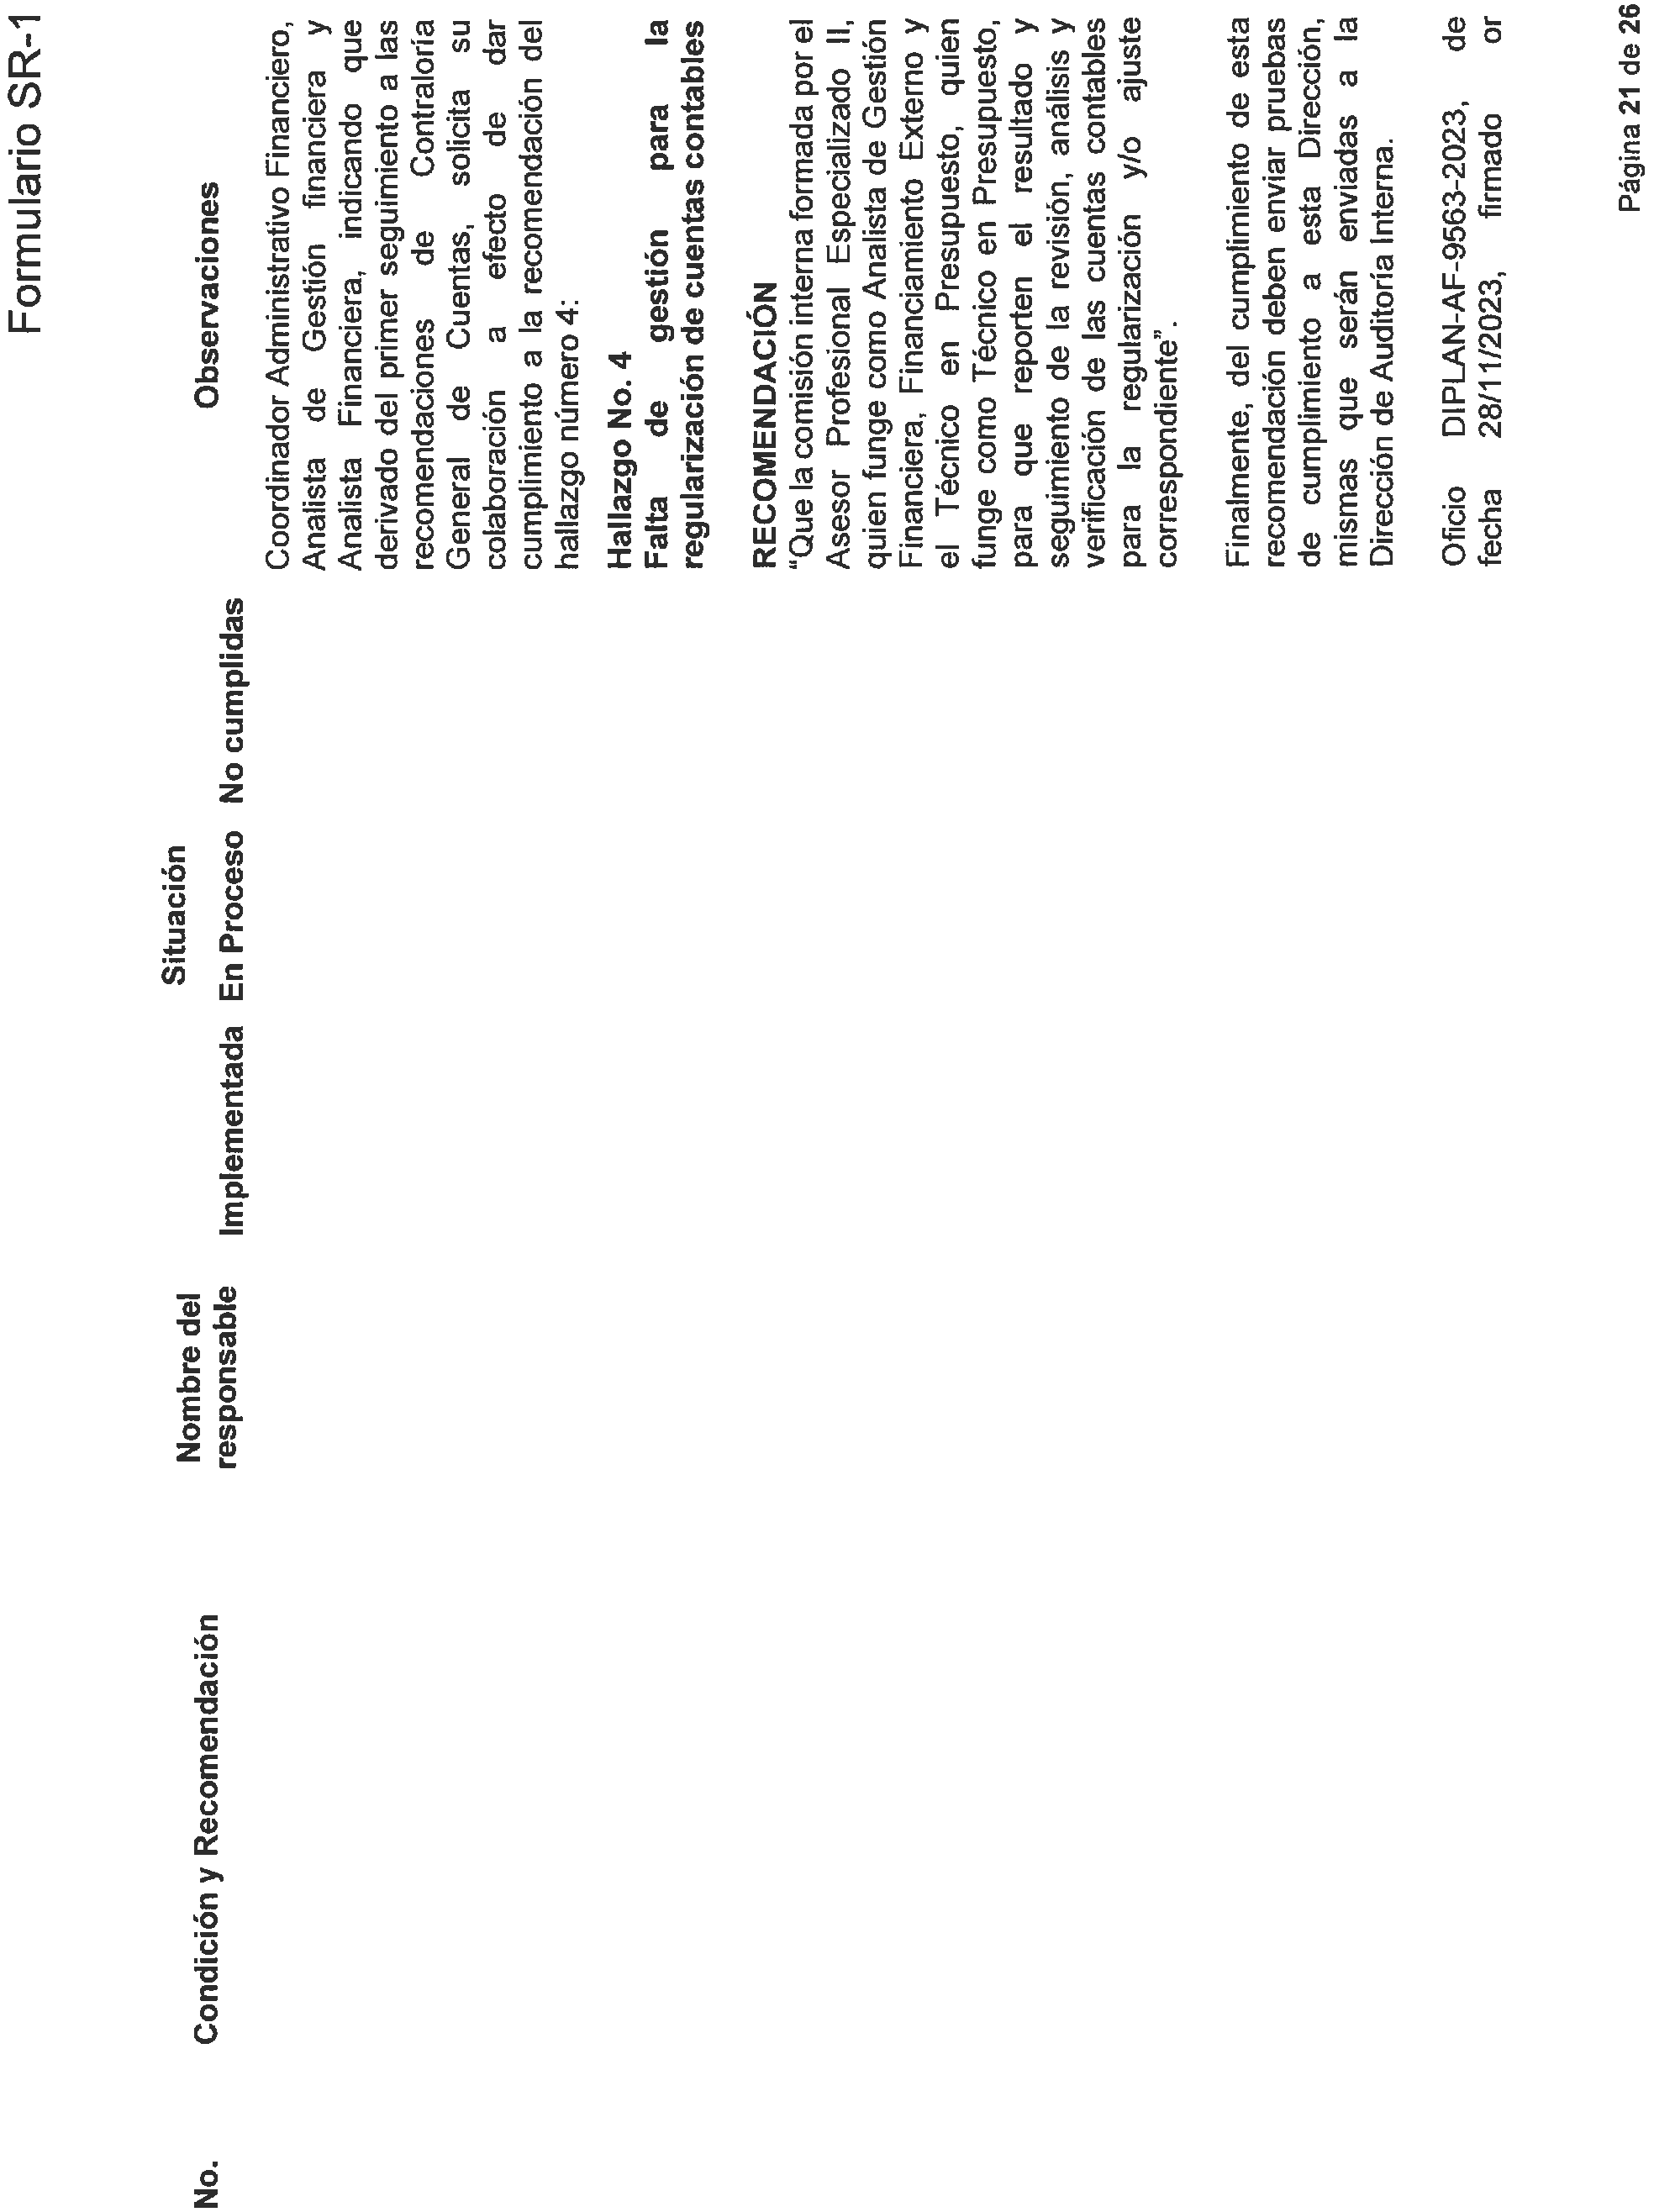 Formulario SR-1
No.
Condición y Recomendación
Nombre del
responsable
Situación
Implementada
En Proceso
No cumplidas
Observaciones
Coordinador Administrativo Financiero,
Analista de Gestión financiera y
Analista Financiera, indicando que
derivado del primer seguimiento a las
recomendaciones de Contraloría
General de Cuentas, solicita su
colaboración a efecto de dar
cumplimiento a la recomendación del
hallazgo número 4:
Hallazgo No. 4
Falta de gestión para la
regularización de cuentas contables
RECOMENDACIÓN
“Que la comisión interna formada por el
Asesor Profesional Especializado II,
quien funge como Analista de Gestión
Financiera, Financiamiento Externo y
el Técnico en Presupuesto, quien
funge como Técnico en Presupuesto,
para que reporten el resultado y
seguimiento de la revisión, análisis y
verificación de las cuentas contables
para la regularización y/o ajuste
correspondiente”.
Finalmente, del cumplimiento de esta
recomendación deben enviar pruebas
de cumplimiento a esta Dirección,
mismas que serán enviadas a la
Dirección de Auditoría Interna.
Oficio DIPLAN-AF-9563-2023, de
fecha 28/11/2023, firmado or
Página 21 de 26